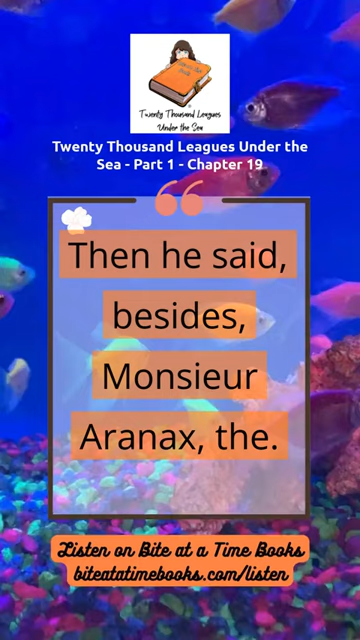 Twenty Thousand Leagues
Under the Sea
Twenty Thousand Leagues Under the
Sea - Part 1 - Chapter 19
Then he said,
besides,
Monsieur
Aranax, the.
Listen on Bite at a Time Books
biteatatimebooks.com/listen